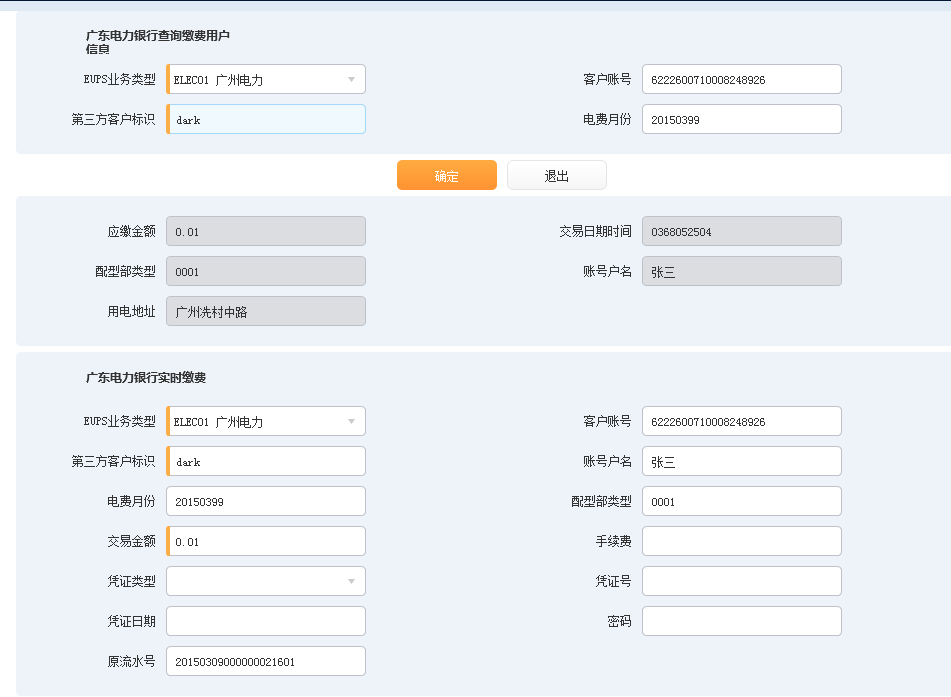 广东电力银行查询缴费用户
信息
EUPS业务类型 ELEC01 广州电力 客户账号 6222600710008248926
第三方客户标识 dark 电费月份 20150399
确定 退出
应缴金额 0.01 交易日期时间 0368052504
配型部类型 0001 账号户名 张三
用电地址 广州冼村中路
广东电力银行实时缴费
EUPS业务类型 ELEC01 广州电力 客户账号 6222600710008248926
第三方客户标识 dark 账号户名 张三
电费月份 20150399 配型部类型 0001
交易金额 0.01 手续费
凭证类型 凭证号
凭证日期 密码
原流水号 20150309000000021601